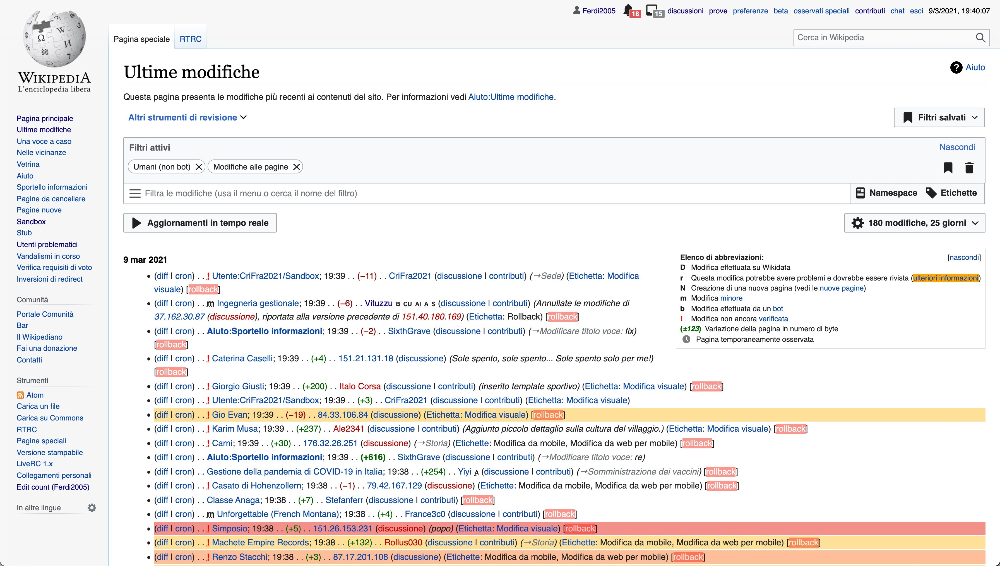 Ferdi2005 18 15 discussioni prove preferenze beta osservati speciali contributi chat esci 9/3/2021, 19:40:07
Pagina speciale RTRC
Cerca in Wikipedia
WIKIPEDIA
L'enciclopedia libera
Pagina principale
Ultime modifiche
Una voce a caso
Nelle vicinanze
Vetrina
Aiuto
Sportello informazioni
Pagine da cancellare
Pagine nuove
Sandbox
Stub
Utenti problematici
Vandalismi in corso
Verifica requisiti di voto
Inversioni di redirect
Comunità
Portale Comunità
Bar
Il Wikipediano
Fai una donazione
Contatti
Strumenti
Atom
Carica un file
Carica su Commons
RTRC
Pagine speciali
Versione stampabile
LiveRC 1.x
Collegamenti personali
Edit count (Ferdi2005)
In altre lingue
Ultime modifiche
Aiuto
Questa pagina presenta le modifiche più recenti ai contenuti del sito. Per informazioni vedi Aiuto:Ultime modifiche.
Altri strumenti di revisione
Filtri salvati
Filtri attivi
Nascondi
Umani (non bot) Modifiche alle pagine
Filtra le modifiche (usa il menu o cerca il nome del filtro)
Namespace Etichette
Aggiornamenti in tempo reale
180 modifiche, 25 giorni
Elenco di abbreviazioni: [nascondi]
D Modifica effettuata su Wikidata
r Questa modifica potrebbe avere problemi e dovrebbe essere rivista (ulteriori informazioni)
N Creazione di una nuova pagina (vedi le nuove pagine)
m Modifica minore
b Modifica effettuata da un bot
! Modifica non ancora verificata
(±123) Variazione della pagina in numero di byte
Pagina temporaneamente osservata
9 mar 2021
• (diff | cron) . . ! Utente:CriFra2021/Sandbox; 19:39 . . (−11) . . CriFra2021 (discussione | contributi) (→Sede) (Etichetta: Modifica
visuale) [rollback]
• (diff | cron) . . m Ingegneria gestionale; 19:39 . . (−6) . . Vituzzu B CU AI A S (discussione | contributi) (Annullate le modifiche di
37.162.30.87 (discussione), riportata alla versione precedente di 151.40.180.169) (Etichetta: Rollback) [rollback]
• (diff | cron) . . Aiuto:Sportello informazioni; 19:39 . . (−2) . . SixthGrave (discussione | contributi) (→Modificare titolo voce: fix)
[rollback]
• (diff | cron) . . ! Caterina Caselli; 19:39 . . (+4) . . 151.21.131.18 (discussione) (Sole spento, sole spento... Sole spento solo per me!)
[rollback]
• (diff | cron) . . ! Giorgio Giusti; 19:39 . . (+200) . . Italo Corsa (discussione | contributi) (inserito template sportivo) (Etichetta: Modifica visuale) [rollback]
• (diff | cron) . . ! Utente:CriFra2021/Sandbox; 19:39 . . (+3) . . CriFra2021 (discussione | contributi) (Etichetta: Modifica visuale)
• (diff | cron) . . ! Gio Evan; 19:39 . . (−19) . . 84.33.106.84 (discussione) (Etichetta: Modifica visuale) [rollback]
• (diff | cron) . . ! Karim Musa; 19:39 . . (+237) . . Ale2341 (discussione | contributi) (Aggiunto piccolo dettaglio sulla cultura del villaggio.) (Etichetta: Modifica visuale) [rollback]
• (diff | cron) . . ! Carni; 19:39 . . (+30) . . 176.32.26.251 (discussione) (→Storia) (Etichette: Modifica da mobile, Modifica da web per mobile) [rollback]
• (diff | cron) . . Aiuto:Sportello informazioni; 19:39 . . (+616) . . SixthGrave (discussione | contributi) (→Modificare titolo voce: re)
• (diff | cron) . . Gestione della pandemia di COVID-19 in Italia; 19:38 . . (+254) . . Yiyi A (discussione | contributi) (→Somministrazione dei vaccini) [rollback]
• (diff | cron) . . ! Casato di Hohenzollern; 19:38 . . (−1) . . 79.42.167.129 (discussione) (Etichette: Modifica da mobile, Modifica da web per mobile) [rollback]
• (diff | cron) . . Classe Anaga; 19:38 . . (+7) . . Stefanferr (discussione | contributi) [rollback]
• (diff | cron) . . m Unforgettable (French Montana); 19:38 . . (+4) . . France3c0 (discussione | contributi) [rollback]
• (diff | cron) . . ! Simposio; 19:38 . . (+5) . . 151.26.153.231 (discussione) (popo) (Etichetta: Modifica visuale) [rollback]
• (diff | cron) . . ! Machete Empire Records; 19:38 . . (+132) . . Rollus030 (discussione | contributi) (→Storia) (Etichette: Modifica da mobile, Modifica da web per mobile) [rollback]
• (diff | cron) . . ! Renzo Stacchi; 19:38 . . (+3) . . 87.17.201.108 (discussione) (Etichette: Modifica da mobile, Modifica da web per mobile) [rollback]